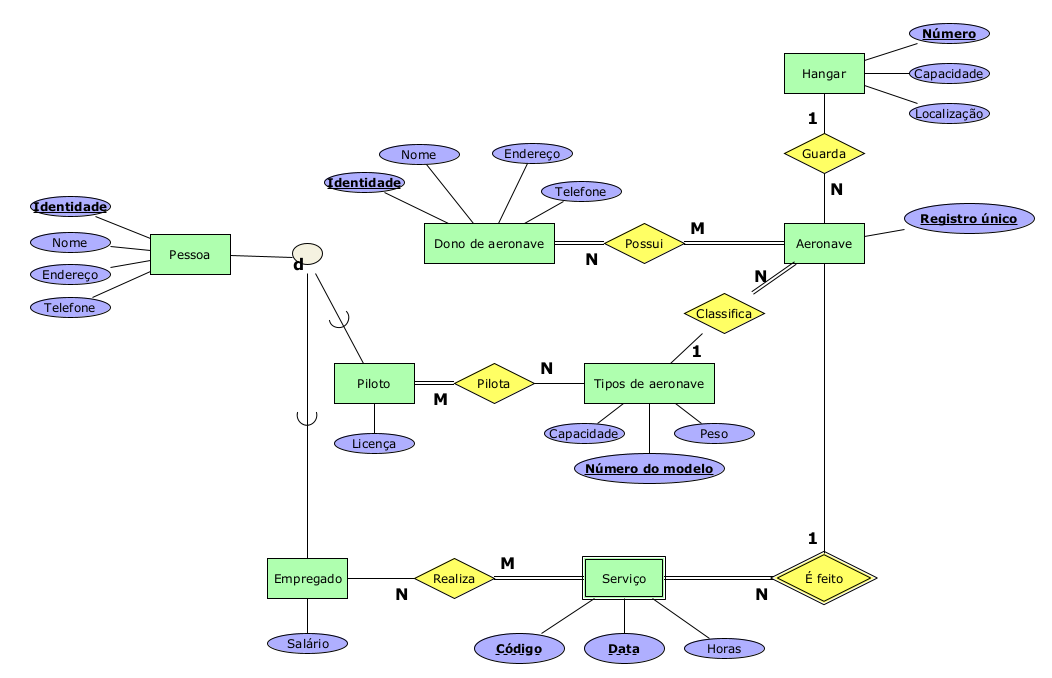 Número
Hangar
Capacidade
Localização
1
Guarda
N
Nome
Endereço
Identidade
Telefone
Dono de aeronave
N
Possui
M
Aeronave
Registro único
Identidade
Nome
Pessoa
Endereço
Telefone
d
N
Classifica
1
Piloto
M
Pilota
N
Tipos de aeronave
Licença
Capacidade
Peso
Número do modelo
1
Empregado
N
Realiza
M
Serviço
N
É feito
Salário
Código
Data
Horas